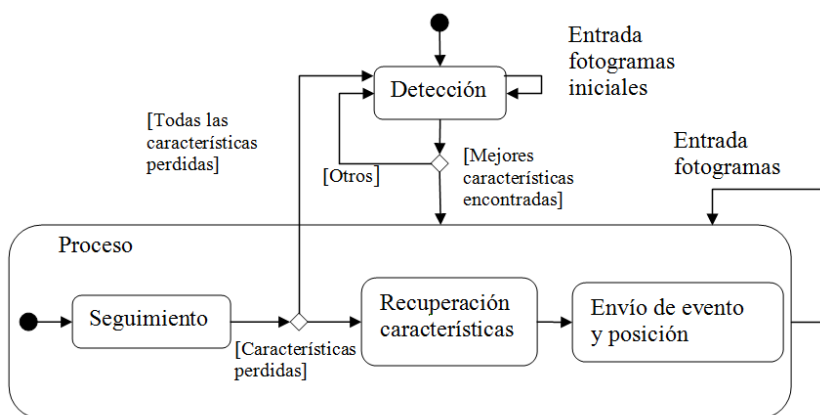 Entrada
fotogramas
iniciales
Detección
[Todas las
características
perdidas]
[Otros]
[Mejores
características
encontradas]
Entrada
fotogramas
Proceso
Seguimiento
[Características
perdidas]
Recuperación
características
Envío de evento
y posición